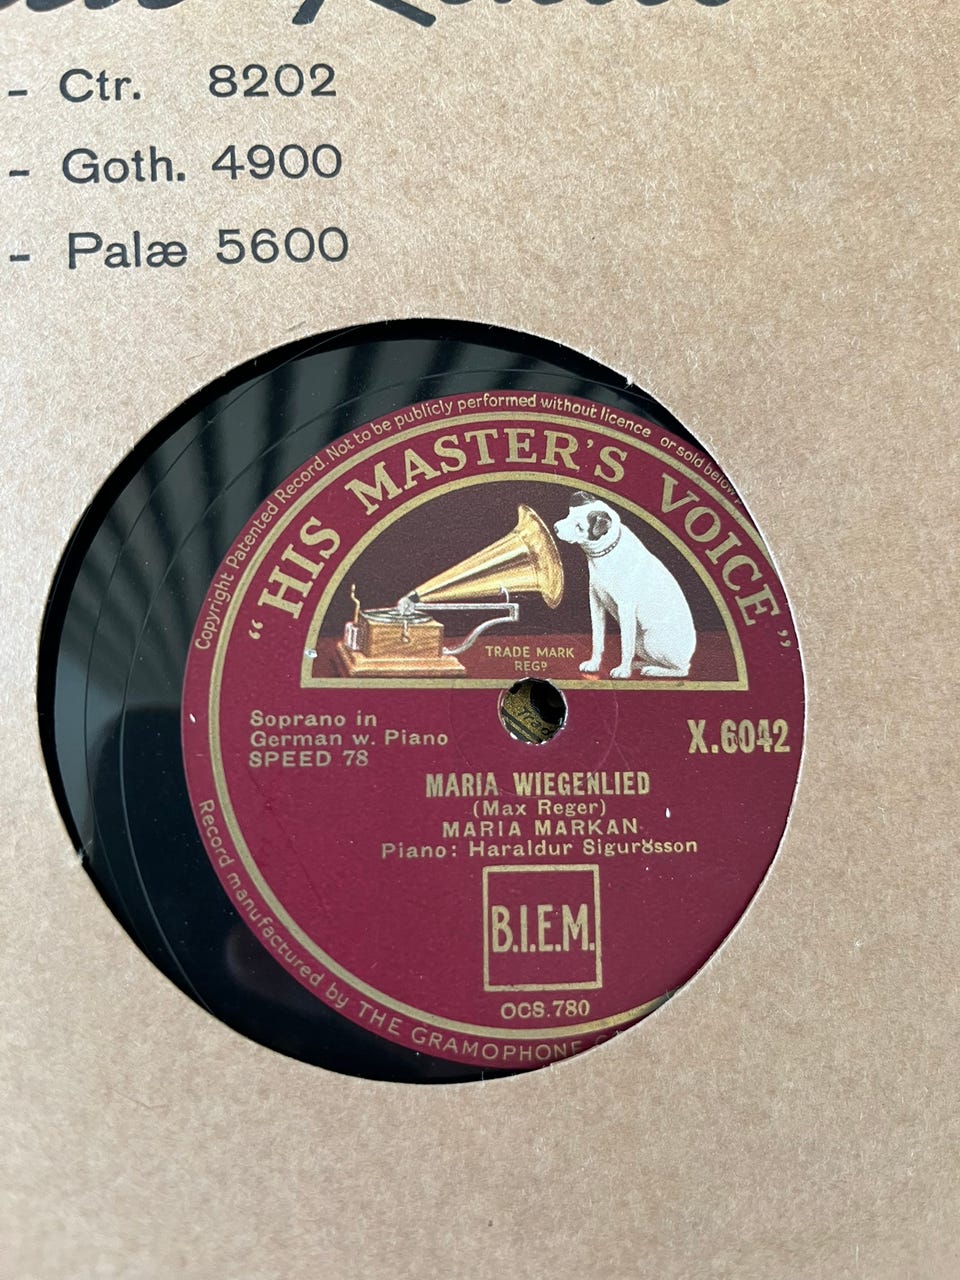 - Ctr. 8202
- Goth. 4900
- Palæ 5600
Copyright Patented Record. Not to be publicly performed without licence or sold below
"HIS MASTER'S VOICE"
TRADE MARK
REGD
Soprano in
German w. Piano
SPEED 78
X.6042
MARIA WIEGENLIED
(Max Reger)
MARIA MARKAN
Piano: Haraldur Sigurðsson
B.I.E.M.
OCS.780
Record manufactured by THE GRAMOPHONE